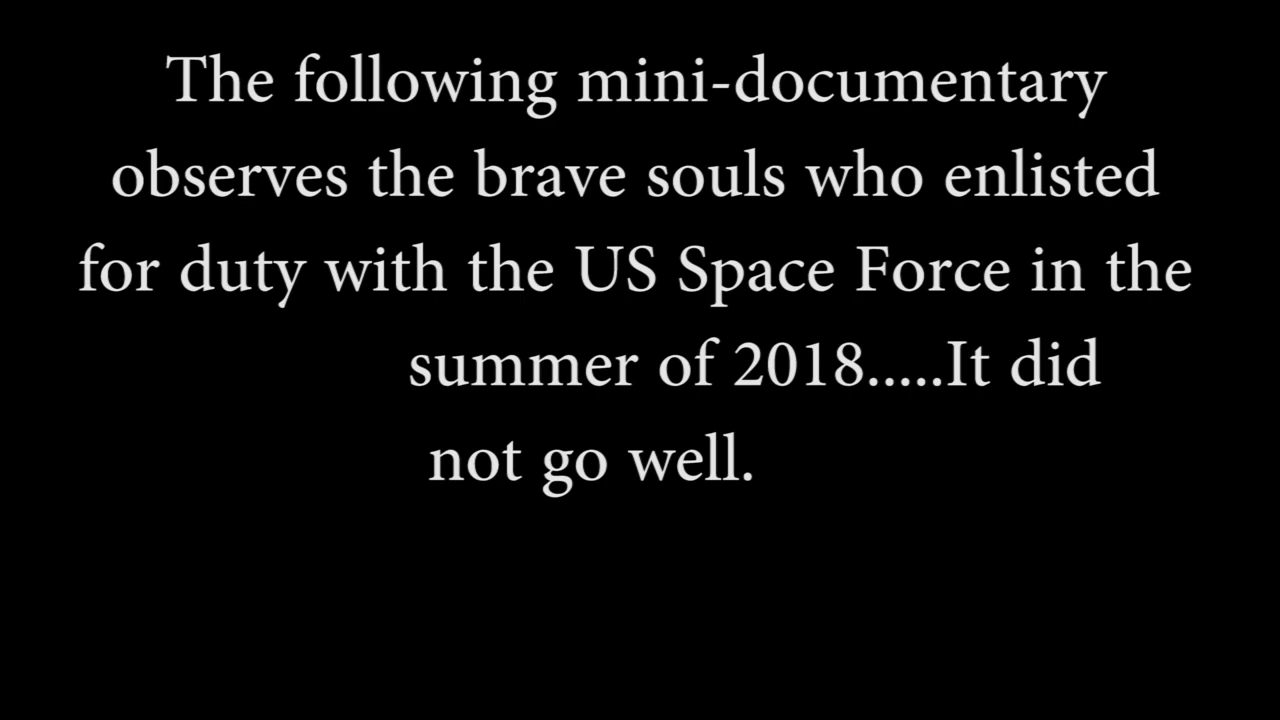 The following mini-documentary
observes the brave souls who enlisted
for duty with the US Space Force in the
summer of 2018.....It did
not go well.